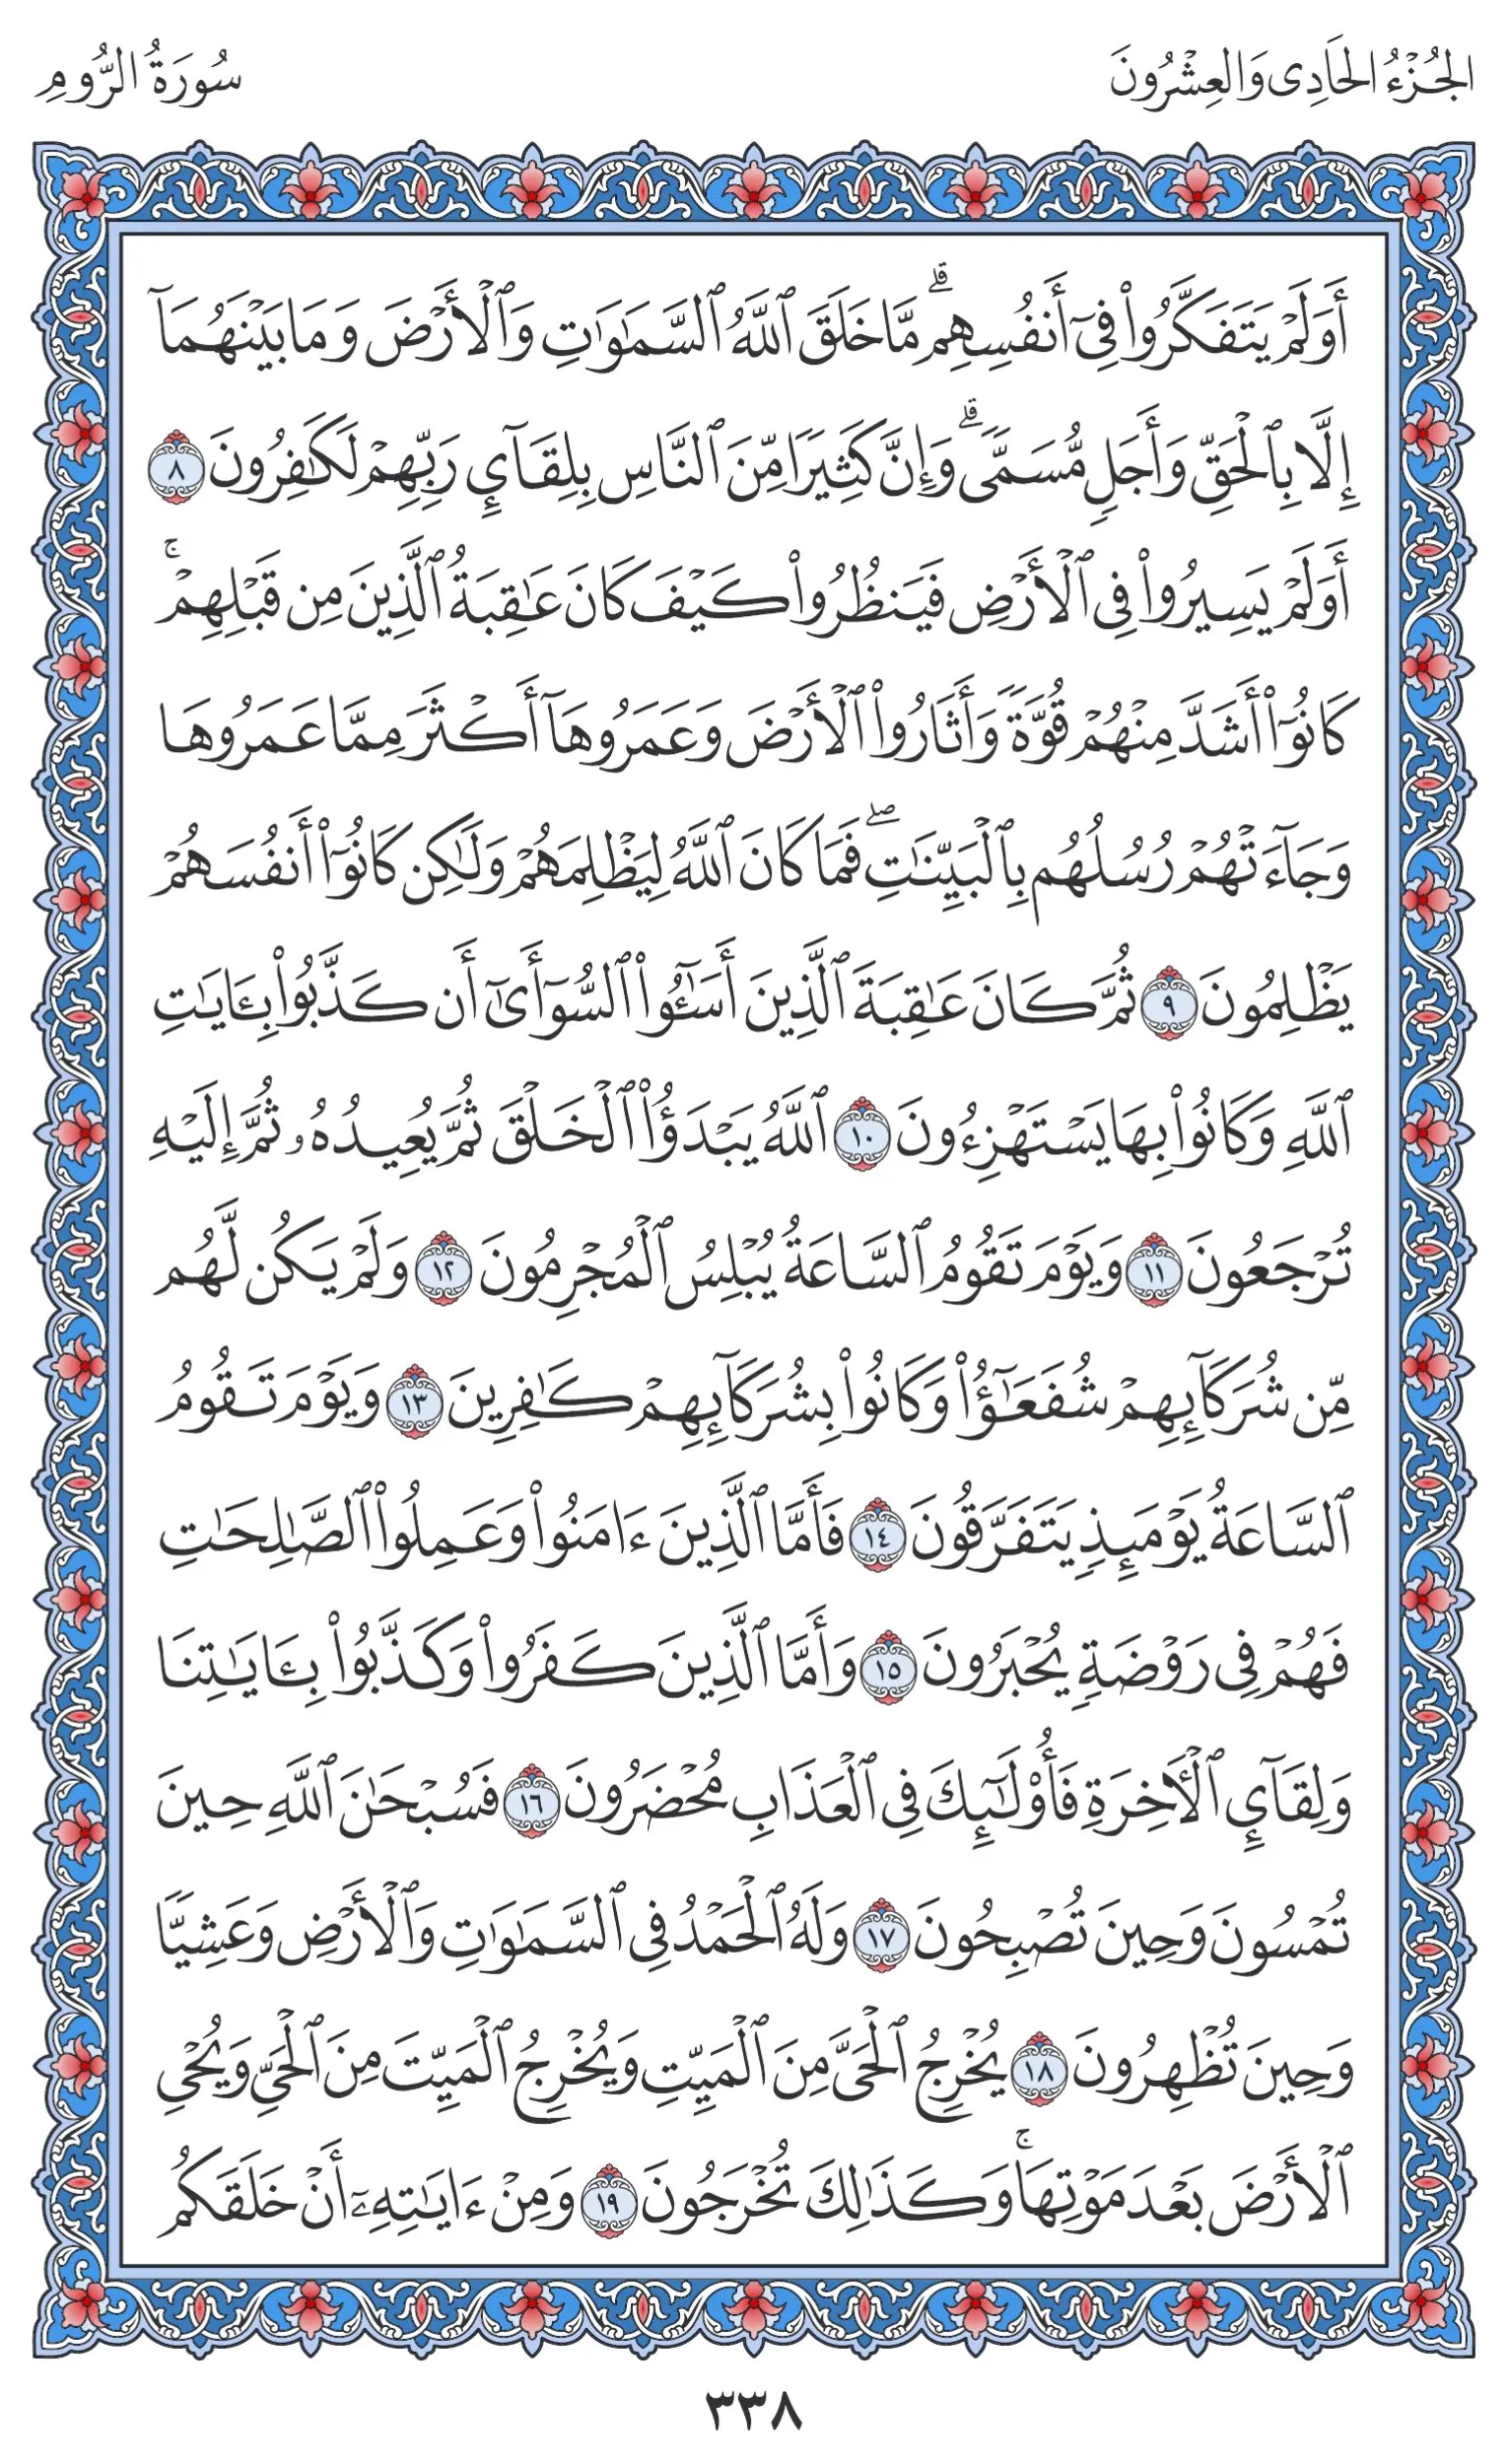 الجُزْءُ الحَادِى وَالعِشْرُونَ
سُورَةُ الرُّومِ
أَوَلَمْ يَتَفَكَّرُوا۟ فِىٓ أَنفُسِهِم ۗ مَّا خَلَقَ ٱللَّهُ ٱلسَّمَـٰوَٰتِ وَٱلْأَرْضَ وَمَا بَيْنَهُمَآ
إِلَّا بِٱلْحَقِّ وَأَجَلٍ مُّسَمًّى ۗ وَإِنَّ كَثِيرًا مِّنَ ٱلنَّاسِ بِلِقَآئِ رَبِّهِمْ لَكَـٰفِرُونَ ٨
أَوَلَمْ يَسِيرُوا۟ فِى ٱلْأَرْضِ فَيَنظُرُوا۟ كَيْفَ كَانَ عَـٰقِبَةُ ٱلَّذِينَ مِن قَبْلِهِمْ ۚ
كَانُوٓا۟ أَشَدَّ مِنْهُمْ قُوَّةً وَأَثَارُوا۟ ٱلْأَرْضَ وَعَمَرُوهَآ أَكْثَرَ مِمَّا عَمَرُوهَا
وَجَآءَتْهُمْ رُسُلُهُم بِٱلْبَيِّنَـٰتِ ۖ فَمَا كَانَ ٱللَّهُ لِيَظْلِمَهُمْ وَلَـٰكِن كَانُوٓا۟ أَنفُسَهُمْ
يَظْلِمُونَ ٩ ثُمَّ كَانَ عَـٰقِبَةَ ٱلَّذِينَ أَسَـٰٓـُٔوا۟ ٱلسُّوٓأَىٰٓ أَن كَذَّبُوا۟ بِـَٔايَـٰتِ
ٱللَّهِ وَكَانُوا۟ بِهَا يَسْتَهْزِءُونَ ١٠ ٱللَّهُ يَبْدَؤُا۟ ٱلْخَلْقَ ثُمَّ يُعِيدُهُۥ ثُمَّ إِلَيْهِ
تُرْجَعُونَ ١١ وَيَوْمَ تَقُومُ ٱلسَّاعَةُ يُبْلِسُ ٱلْمُجْرِمُونَ ١٢ وَلَمْ يَكُن لَّهُم
مِّن شُرَكَآئِهِمْ شُفَعَـٰٓؤُا۟ وَكَانُوا۟ بِشُرَكَآئِهِمْ كَـٰفِرِينَ ١٣ وَيَوْمَ تَقُومُ
ٱلسَّاعَةُ يَوْمَئِذٍ يَتَفَرَّقُونَ ١٤ فَأَمَّا ٱلَّذِينَ ءَامَنُوا۟ وَعَمِلُوا۟ ٱلصَّـٰلِحَـٰتِ
فَهُمْ فِى رَوْضَةٍ يُحْبَرُونَ ١٥ وَأَمَّا ٱلَّذِينَ كَفَرُوا۟ وَكَذَّبُوا۟ بِـَٔايَـٰتِنَا
وَلِقَآئِ ٱلْـَٔاخِرَةِ فَأُو۟لَـٰٓئِكَ فِى ٱلْعَذَابِ مُحْضَرُونَ ١٦ فَسُبْحَـٰنَ ٱللَّهِ حِينَ
تُمْسُونَ وَحِينَ تُصْبِحُونَ ١٧ وَلَهُ ٱلْحَمْدُ فِى ٱلسَّمَـٰوَٰتِ وَٱلْأَرْضِ وَعَشِيًّا
وَحِينَ تُظْهِرُونَ ١٨ يُخْرِجُ ٱلْحَىَّ مِنَ ٱلْمَيِّتِ وَيُخْرِجُ ٱلْمَيِّتَ مِنَ ٱلْحَىِّ وَيُحْىِ
ٱلْأَرْضَ بَعْدَ مَوْتِهَا ۚ وَكَذَٰلِكَ تُخْرَجُونَ ١٩ وَمِنْ ءَايَـٰتِهِۦٓ أَنْ خَلَقَكُم
٣٣٨